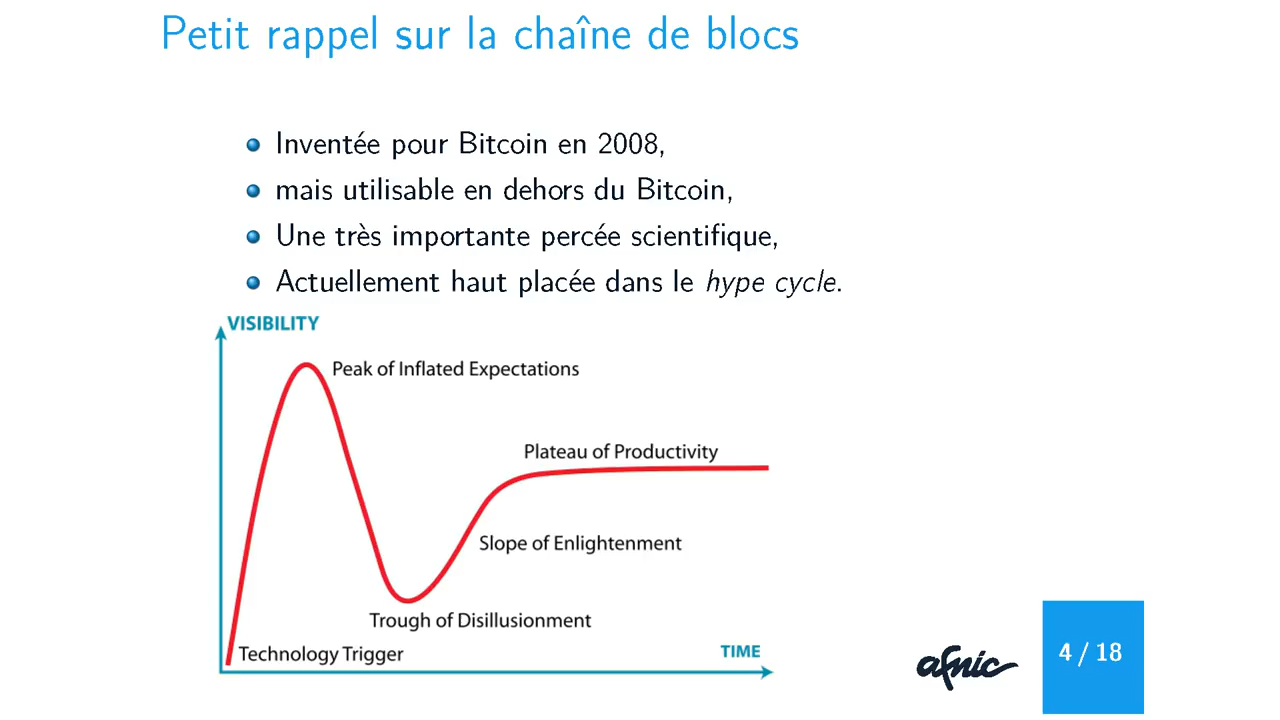 Petit rappel sur la chaîne de blocs
Inventée pour Bitcoin en 2008,
mais utilisable en dehors du Bitcoin,
Une très importante percée scientifique,
Actuellement haut placée dans le hype cycle.
VISIBILITY
Peak of Inflated Expectations
Plateau of Productivity
Slope of Enlightenment
Trough of Disillusionment
Technology Trigger
TIME
afnic
4 / 18